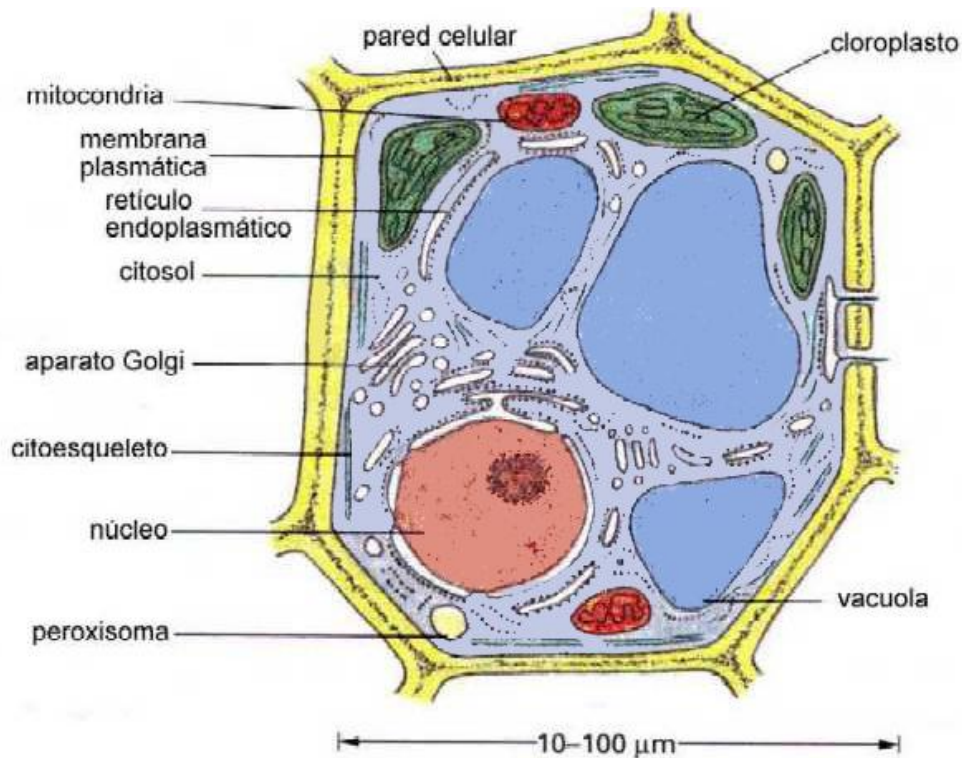 pared celular
cloroplasto
mitocondria
membrana
plasmática
retículo
endoplasmático
citosol
aparato Golgi
citoesqueleto
núcleo
vacuola
peroxisoma
10–100 μm